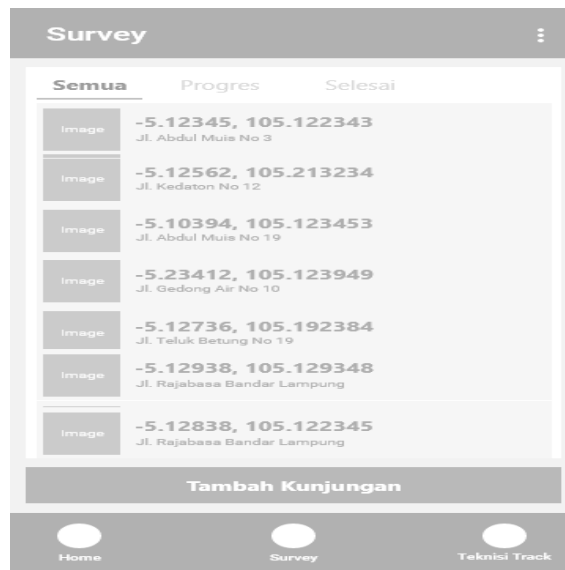 Survey
Semua Progres Selesai
Image -5.12345, 105.122343
Jl. Abdul Muis No 3
Image -5.12562, 105.213234
Jl. Kedaton No 12
Image -5.10394, 105.123453
Jl. Abdul Muis No 19
Image -5.23412, 105.123949
Jl. Gedong Air No 10
Image -5.12736, 105.192384
Jl. Teluk Betung No 19
Image -5.12938, 105.129348
Jl. Rajabasa Bandar Lampung
Image -5.12838, 105.122345
Jl. Rajabasa Bandar Lampung
Tambah Kunjungan
Home Survey Teknisi Track